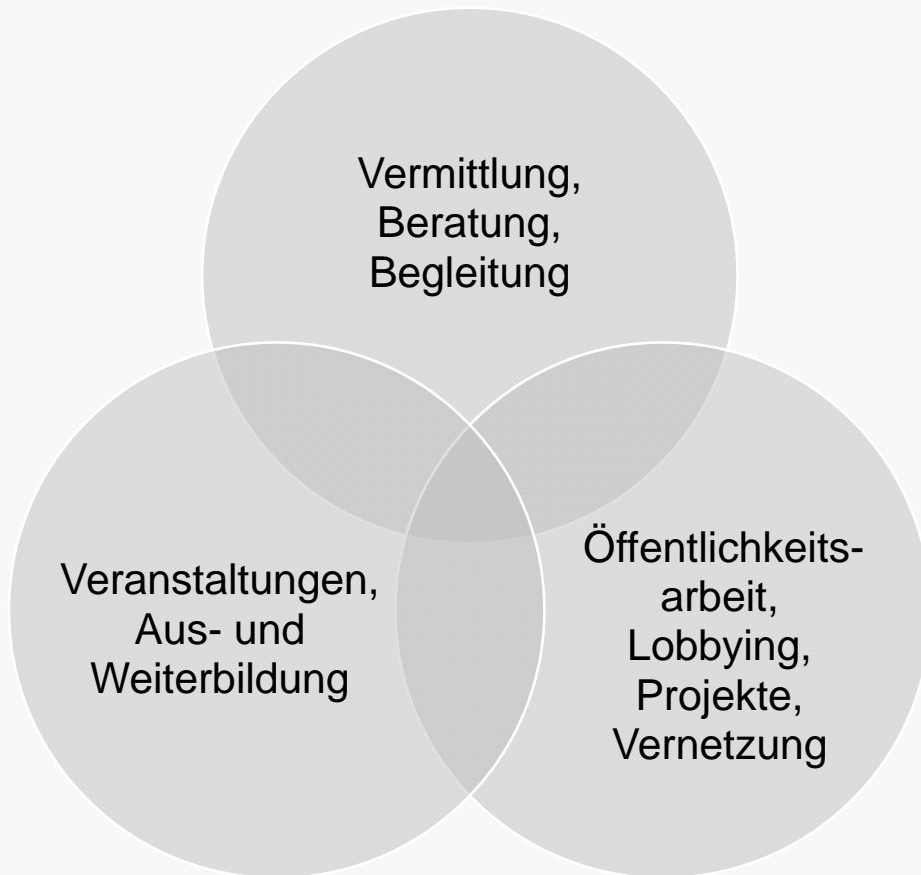 Vermittlung,
Beratung,
Begleitung
Veranstaltungen,
Aus- und
Weiterbildung
Öffentlichkeits-
arbeit,
Lobbying,
Projekte,
Vernetzung